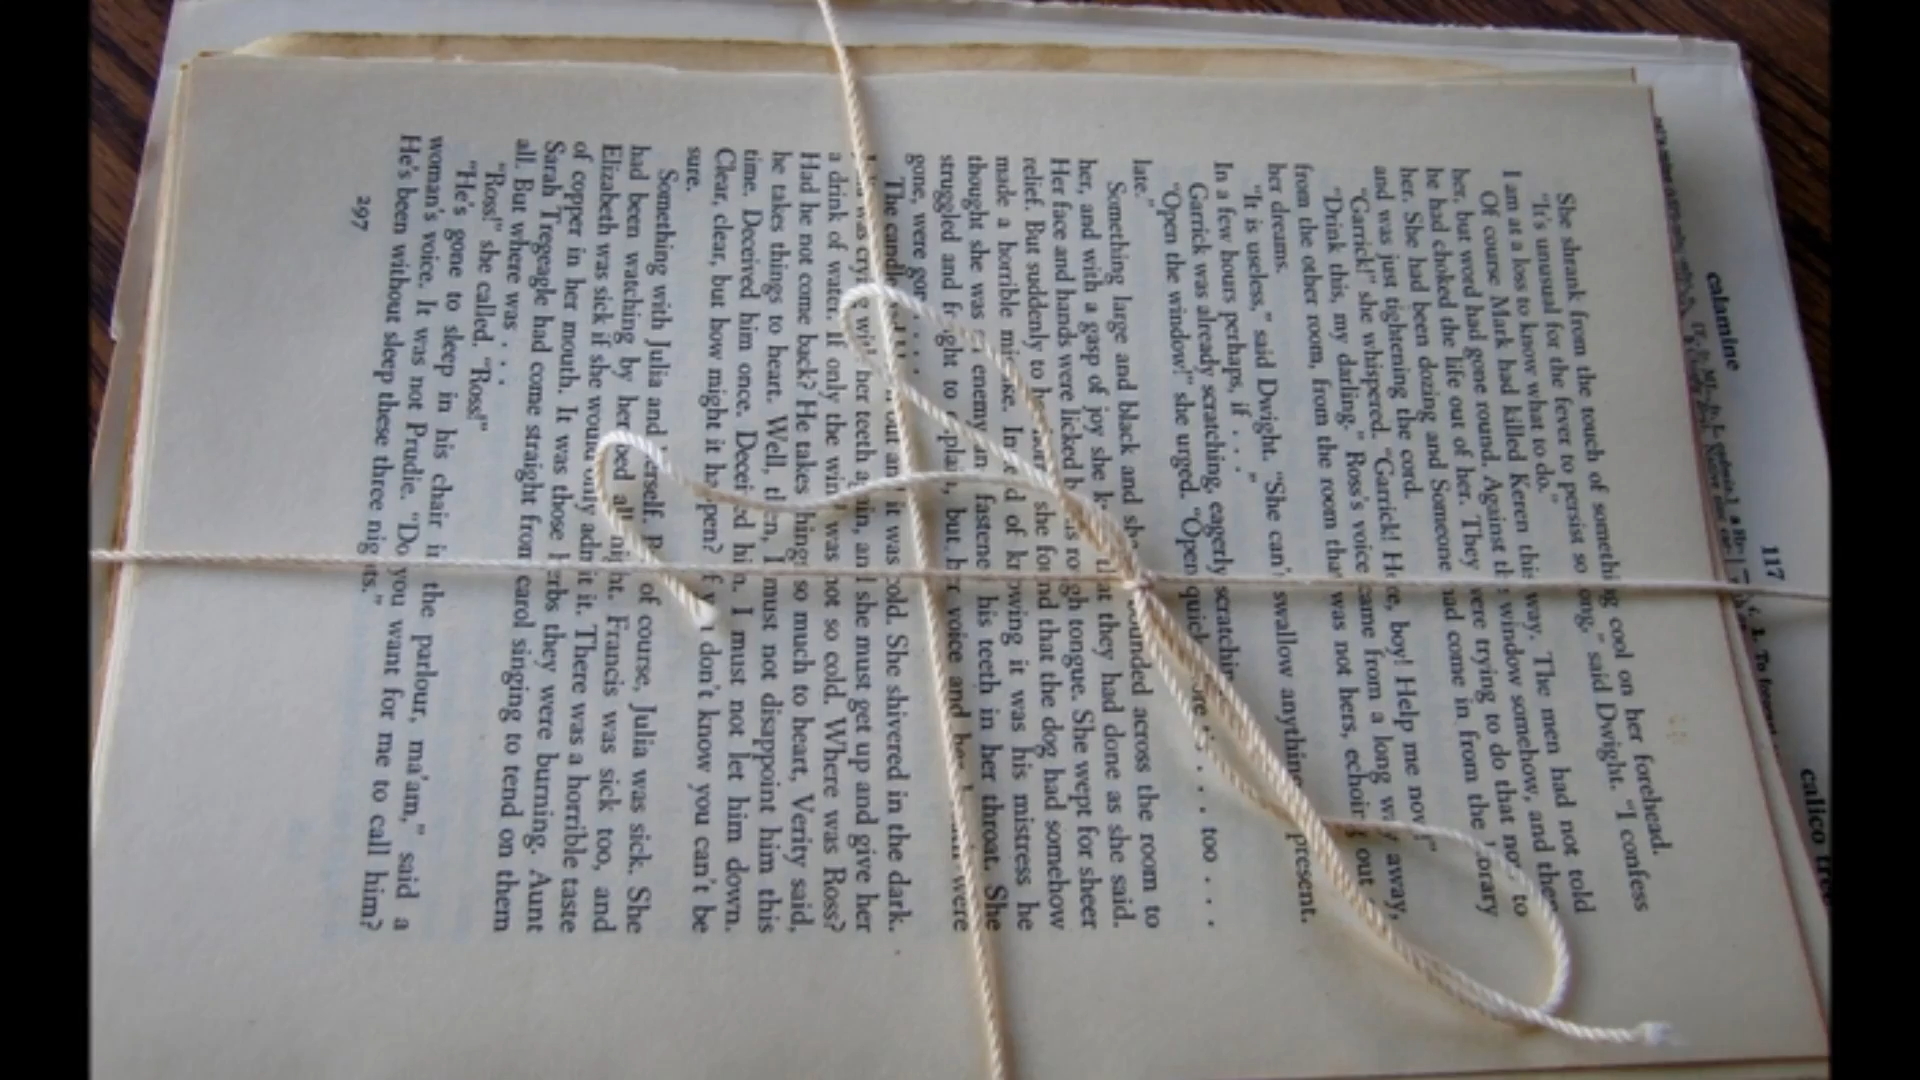 She shrank from the touch of something cool on her forehead.
"It's unusual for the fever to persist so long," said Dwight. "I confess
I am at a loss to know what to do."
Of course Mark had killed Keren this way. The men had not told
her, but word had gone round. Against the window somehow, and then
he had choked the life out of her. They were trying to do that now to
her. She had been dozing and Someone had come in from the library
and was just tightening the cord.
"Garrick!" she whispered. "Garrick! Here, boy! Help me now!"
"Drink this, my darling." Ross's voice came from a long way away,
from the other room, from the room that was not hers, echoing out
her dreams.
"It is useless," said Dwight. "She can't swallow anything present.
In a few hours perhaps, if . . ."
Garrick was already scratching, eagerly scratching
"Open the window!" she urged. "Open quick . . . too . . .
late."
Something large and black and bounded across the room to
her, and with a gasp of joy she that they had done as she said.
Her face and hands were licked by his rough tongue. She wept for sheer
relief. But suddenly to her she found that the dog had somehow
made a horrible mistake. Instead of knowing it was his mistress he
thought she was an enemy and fastened his teeth in her throat. She
struggled and fought to explain, but her voice and were
gone, were gone . . . .
The candle out and it was cold. She shivered in the dark.
was crying with her teeth again, and she must get up and give her
a drink of water. If only the wind was not so cold. Where was Ross?
Had he not come back? He takes things so much to heart, Verity said,
he takes things to heart. Well, then, I must not disappoint him this
time. Deceived him once. Deceived him. I must not let him down.
Clear, clear, but how might it happen? If you don't know you can't be
sure.
Something with Julia and herself. of course, Julia was sick. She
had been watching by her bed all night. Francis was sick too, and
Elizabeth was sick if she would only admit it. There was a horrible taste
of copper in her mouth. It was those herbs they were burning. Aunt
Sarah Tregeagle had come straight from carol singing to tend on them
all. But where was . . .
"Ross!" she called. "Ross!"
"He's gone to sleep in his chair in the parlour, ma'am," said a
woman's voice. It was not Prudie. "Do you want for me to call him?
He's been without sleep these three nights."
297
calamine
117
1. To
calico